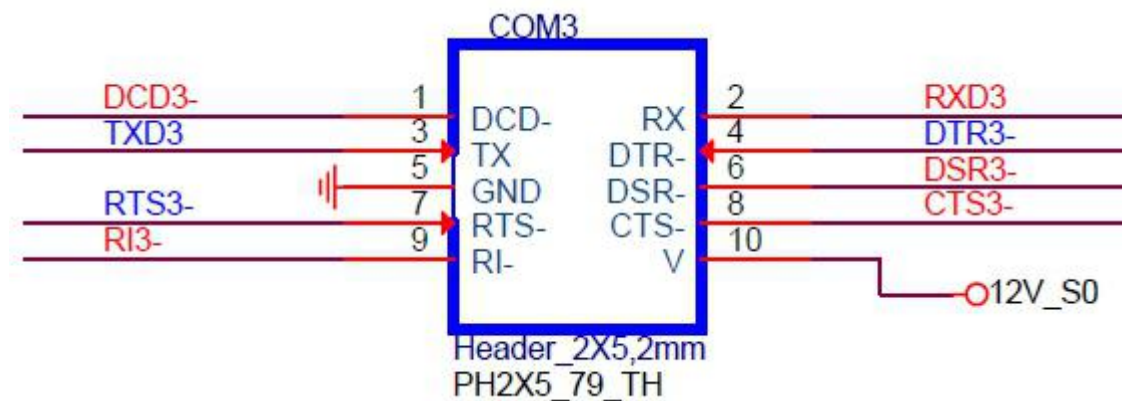 COM3
DCD3- 1 DCD- RX 2 RXD3
TXD3 3 TX DTR- 4 DTR3-
5 GND DSR- 6 DSR3-
RTS3- 7 RTS- CTS- 8 CTS3-
RI3- 9 RI- V 10
12V_S0
Header_2X5,2mm
PH2X5_79_TH